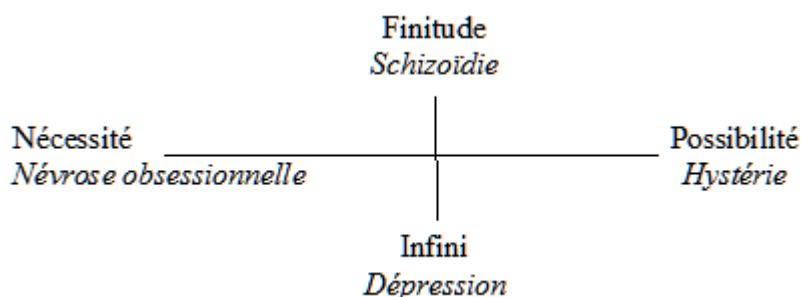 Finitude
Schizoïdie
Nécessité
Névrose obsessionnelle
Possibilité
Hystérie
Infini
Dépression